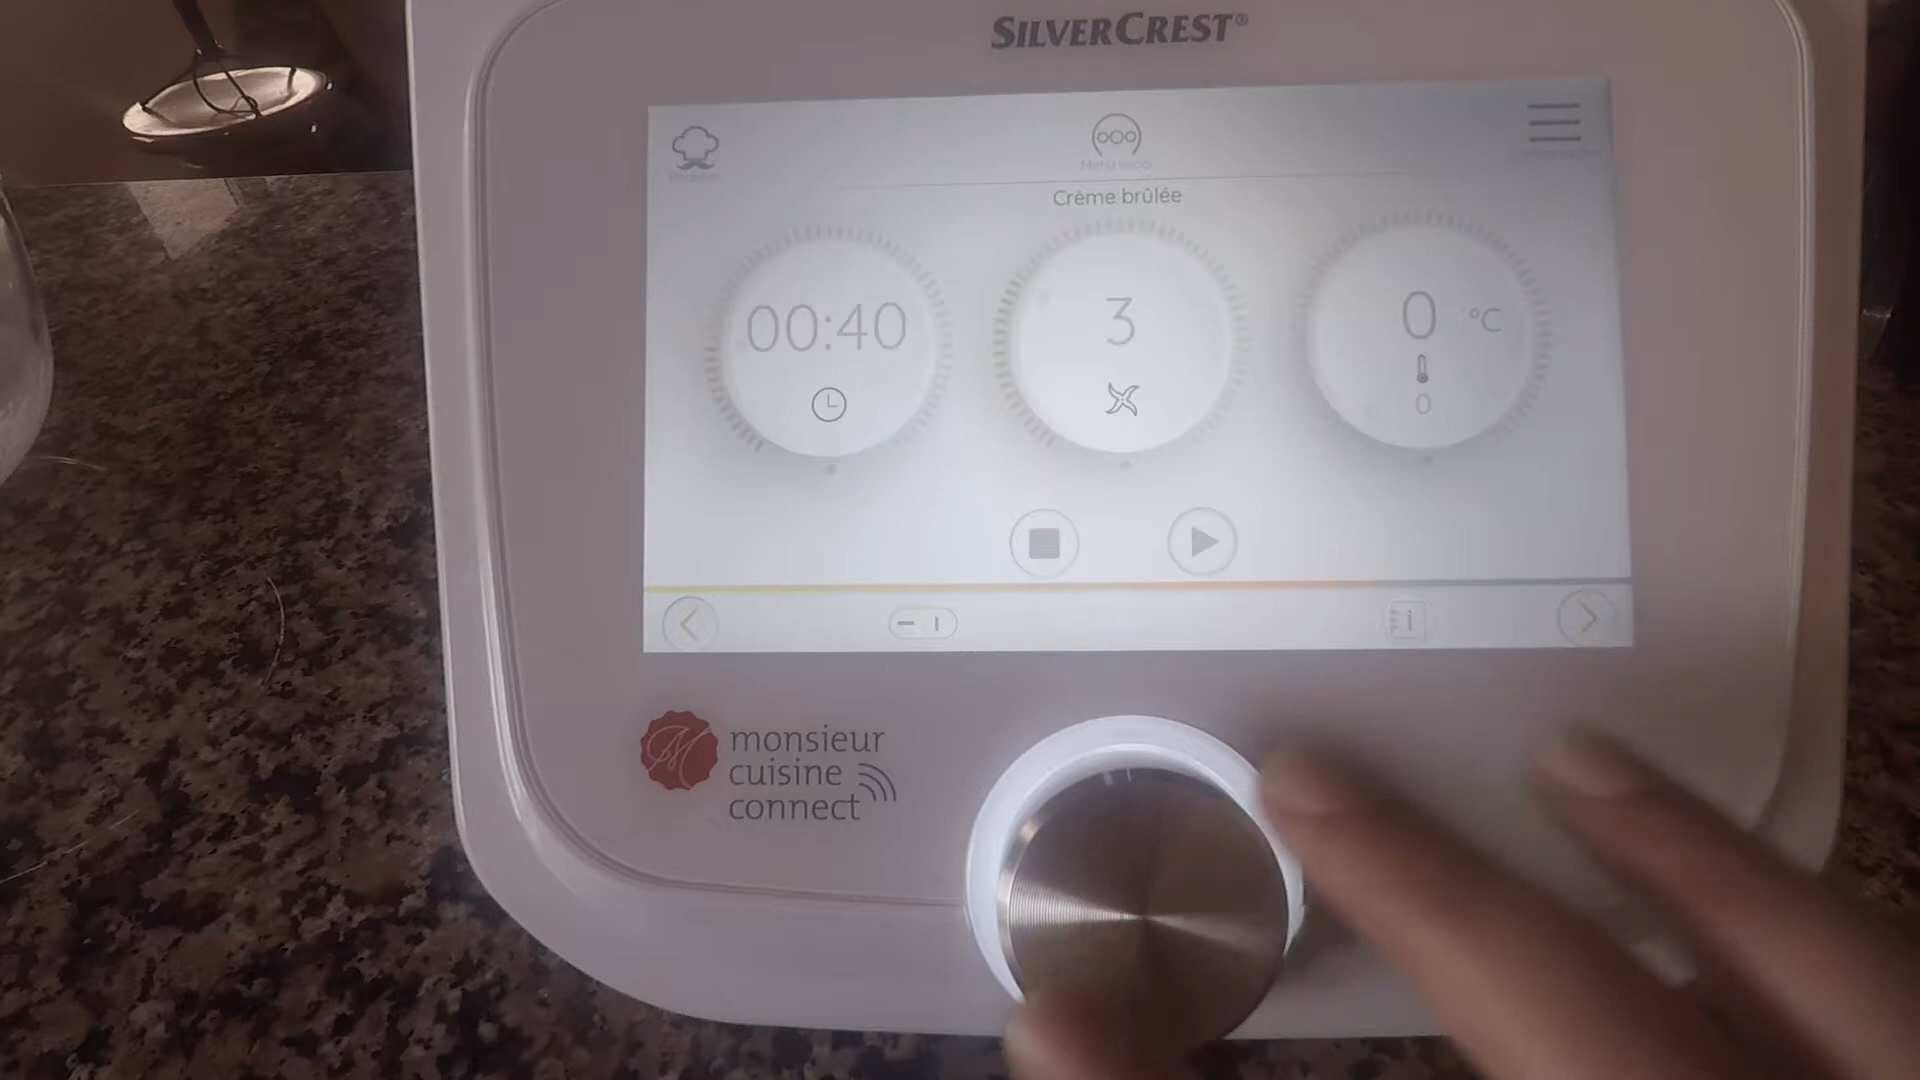 SILVERCREST®
Crème brûlée
00:40
3
0 °C
0
monsieur
cuisine
connect